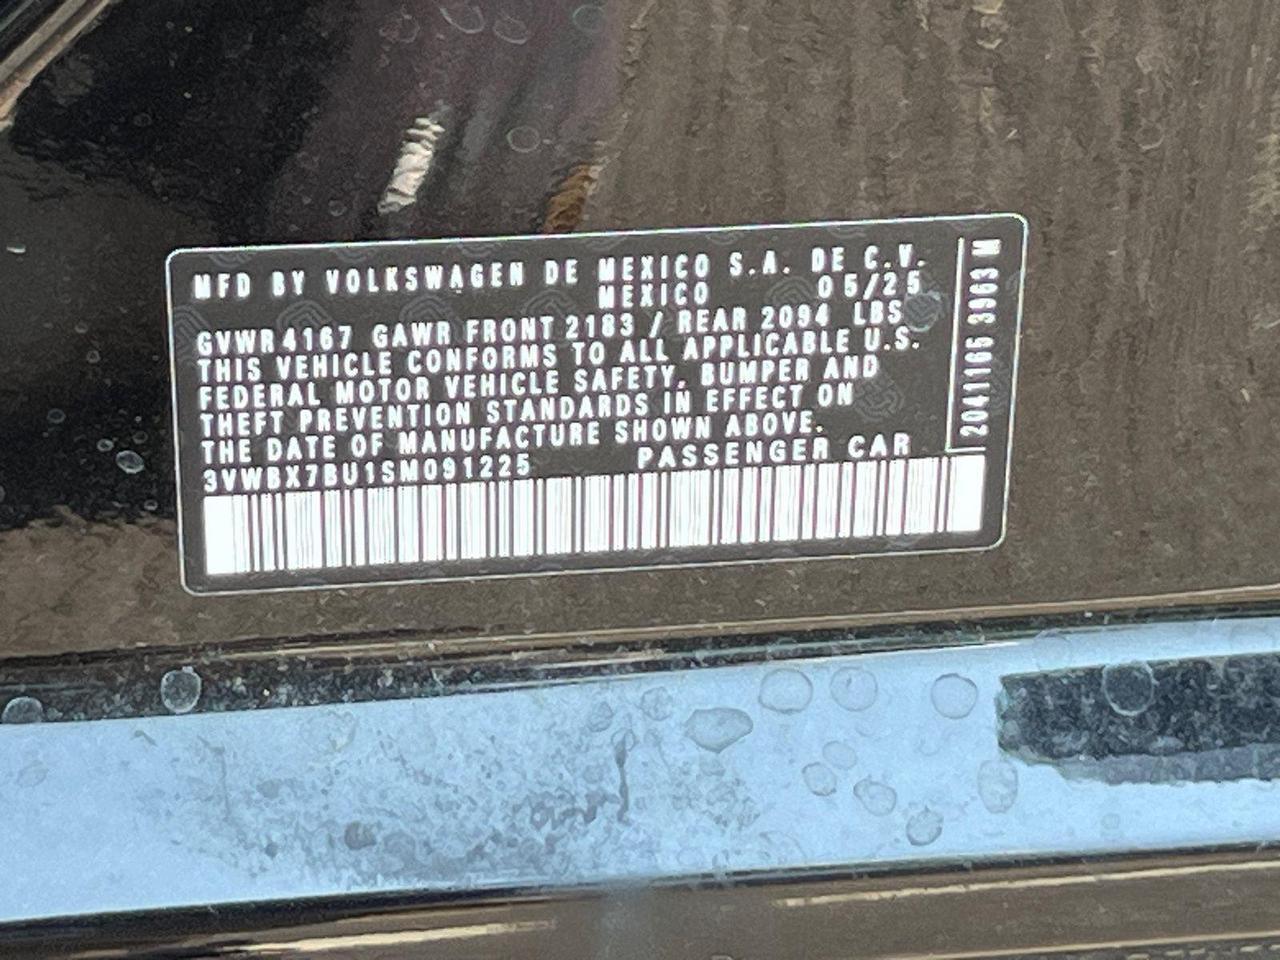 MFD BY VOLKSWAGEN DE MEXICO S.A. DE C.V.
MEXICO 05/25
GVWR 4167 GAWR FRONT 2183 / REAR 2094 LBS
THIS VEHICLE CONFORMS TO ALL APPLICABLE U.S.
FEDERAL MOTOR VEHICLE SAFETY, BUMPER AND
THEFT PREVENTION STANDARDS IN EFFECT ON
THE DATE OF MANUFACTURE SHOWN ABOVE.
3VWBX7BU1SM091225 PASSENGER CAR
2041165 3963 M